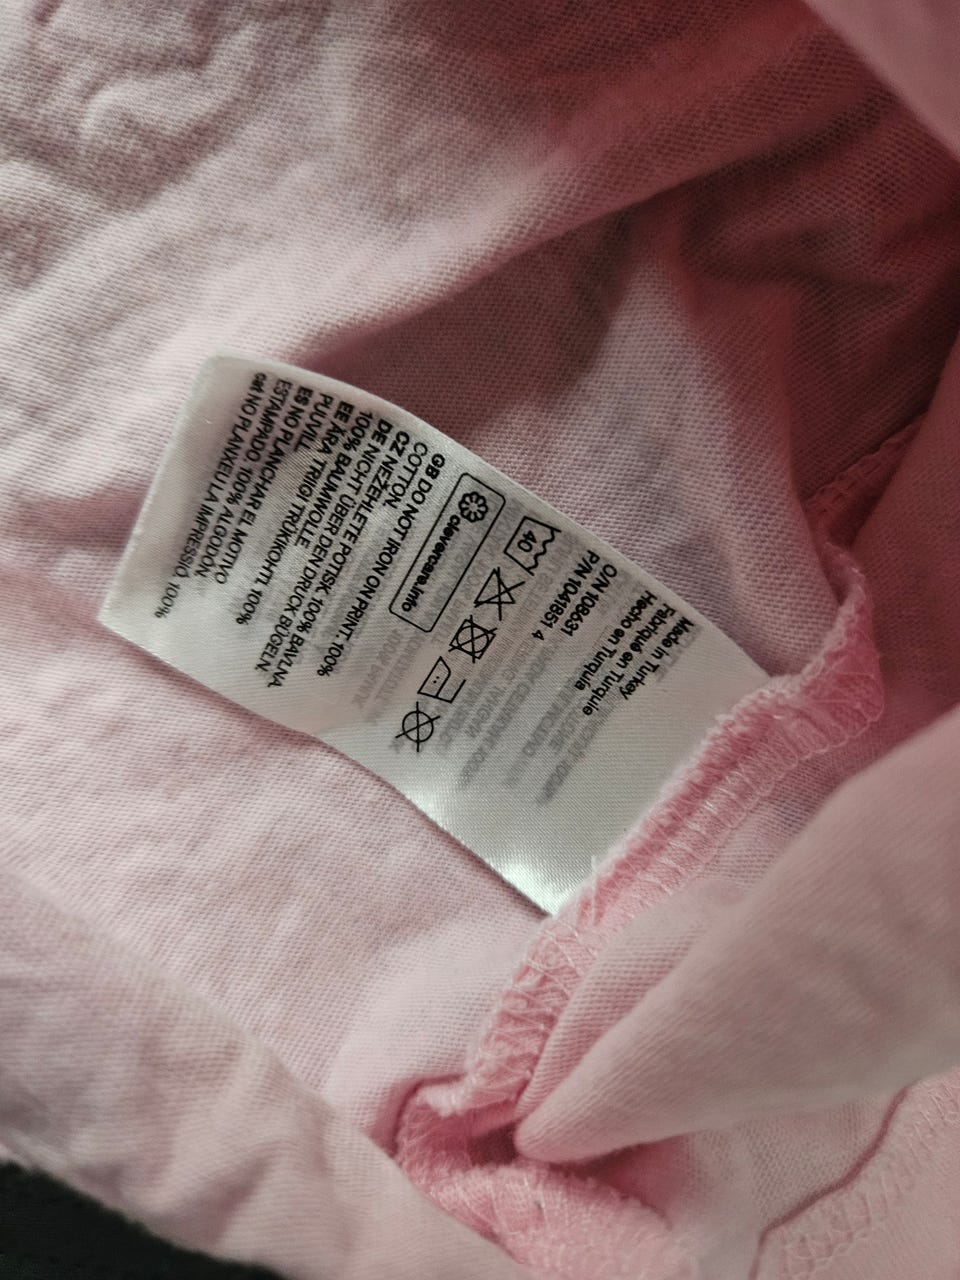 Made in Turkey
Fabriqué en Turquie
Hecho en Turquía
O/N 108631
P/N 1041851 4
40
clevercare.info
GB DO NOT IRON ON PRINT. 100%
COTTON.
CZ NEŽEHLETE POTISK. 100% BAVLNA.
DE NICHT ÜBER DEN DRUCK BÜGELN.
100% BAUMWOLLE
EE ÄRA TRIIGI TRÜKIKOHTI. 100%
PUUVILL
ES NO PLANCHAR EL MOTIVO
ESTAMPADO. 100% ALGODÓN.
cat NO PLANXEU LA IMPRESSIÓ. 100%